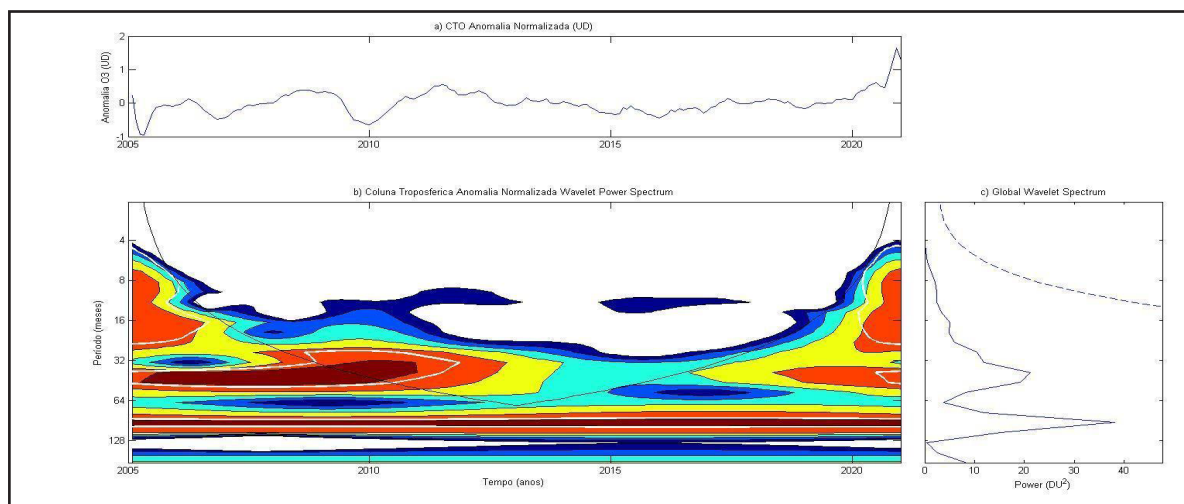 a) CTO Anomalia Normalizada (UD)
Anomalia O3 (UD)
2
1
0
-1
2005 2010 2015 2020
b) Coluna Troposferica Anomalia Normalizada Wavelet Power Spectrum
Período (meses)
4
8
16
32
64
128
2005 2010 2015 2020
Tempo (anos)
c) Global Wavelet Spectrum
0 10 20 30 40
Power (DU²)